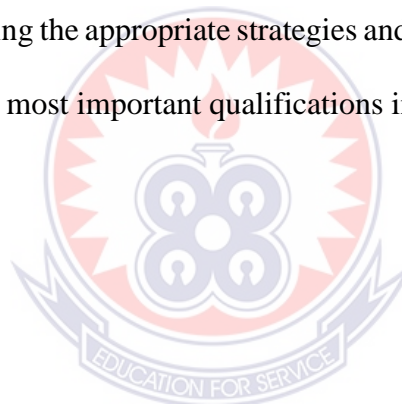 ng the appropriate strategies and
most important qualifications i
EDUCATION FOR SERVICE